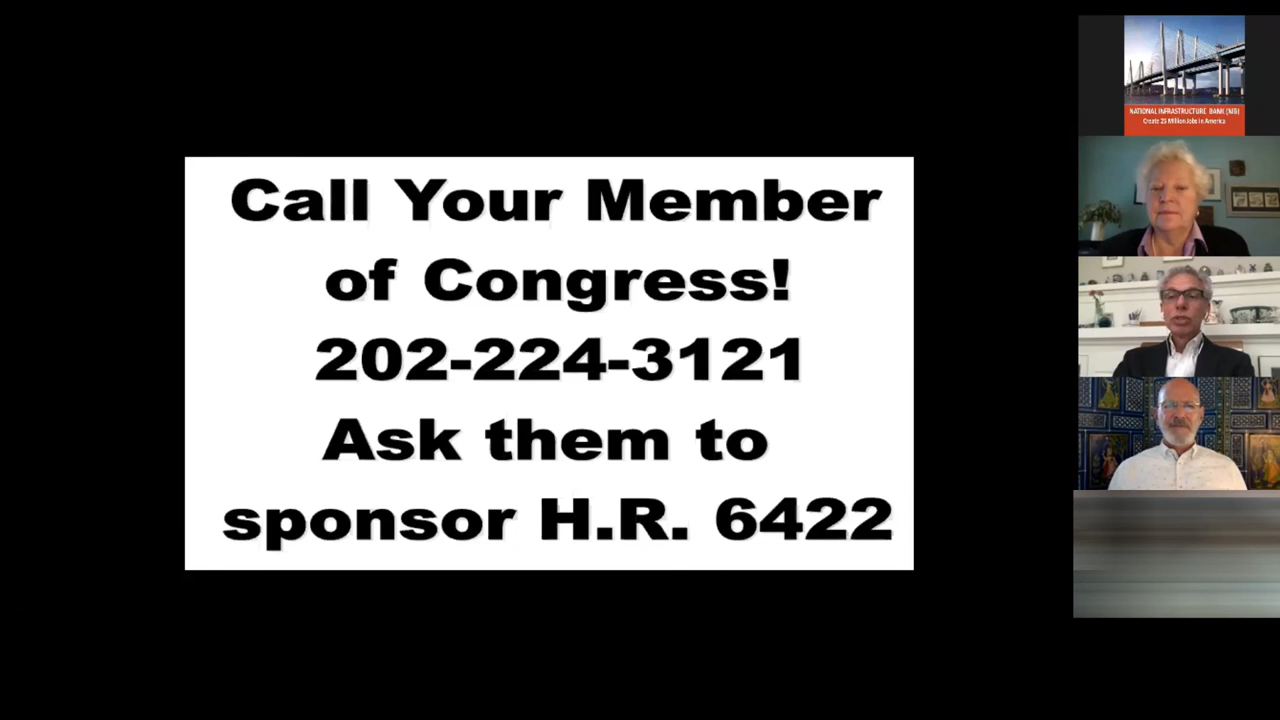 Call Your Member
of Congress!
202-224-3121
Ask them to
sponsor H.R. 6422
NATIONAL INFRASTRUCTURE BANK (NIB)
Create 25 Million Jobs in America